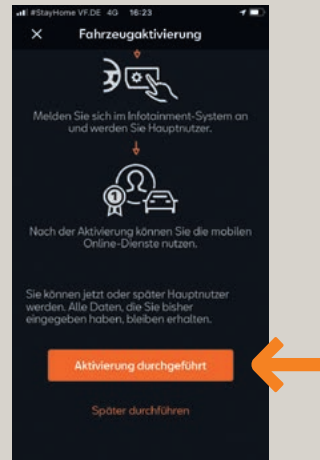 #StayHome VF.DE 4G 16:23
Fahrzeugaktivierung
Melden Sie sich im Infotainment-System an
und werden Sie Hauptnutzer.
1
Nach der Aktivierung können Sie die mobilen
Online-Dienste nutzen.
Sie können jetzt oder später Hauptnutzer
werden. Alle Daten, die Sie bisher
eingegeben haben, bleiben erhalten.
Aktivierung durchgeführt
Später durchführen